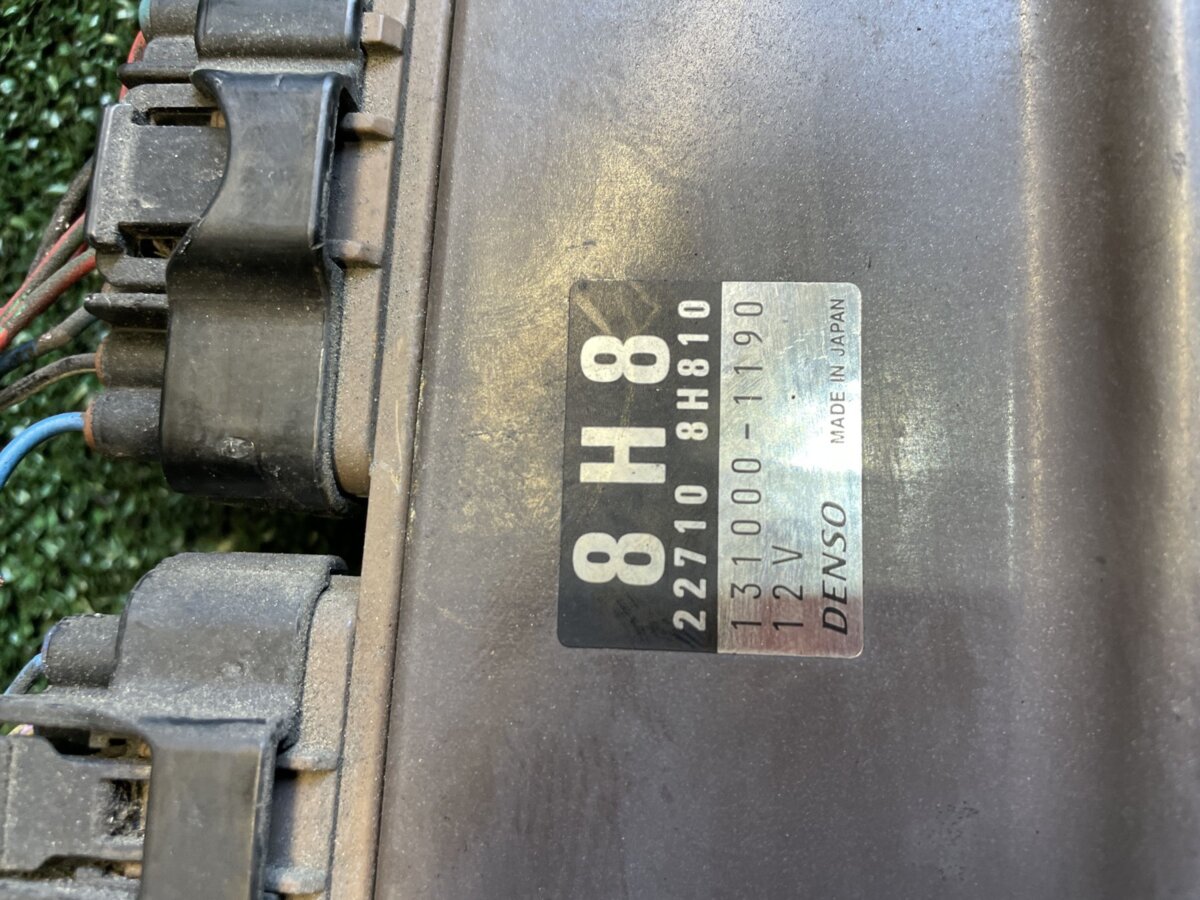 8H8
22710 8H810
131000-1190
12V
DENSO MADE IN JAPAN